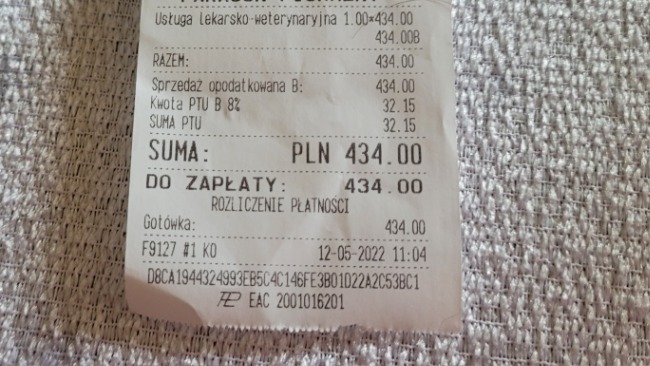 Usługa lekarsko-weterynaryjna 1.00×434.00
434.00B
RAZEM: 434.00
Sprzedaż opodatkowana B: 434.00
Kwota PTU B 8% 32.15
SUMA PTU 32.15
SUMA: PLN 434.00
DO ZAPŁATY: 434.00
ROZLICZENIE PŁATNOŚCI
Gotówka: 434.00
F9127 #1 KO 12-05-2022 11:04
D8CA1944324993EB5C4C146FE3B01D22A2C53BC1
EAC 2001016201